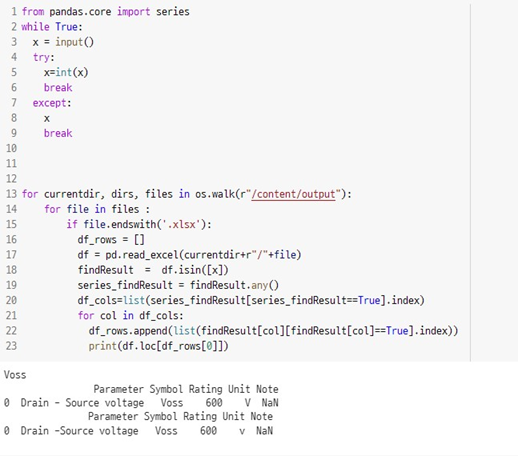 1 from pandas.core import series
2 while True:
3   x = input()
4   try:
5     x=int(x)
6     break
7   except:
8     x
9     break
10
11
12
13 for currentdir, dirs, files in os.walk(r"/content/output"):
14     for file in files :
15         if file.endswith('.xlsx'):
16           df_rows = []
17           df = pd.read_excel(currentdir+r"/"+file)
18           findResult  =  df.isin([x])
19           series_findResult = findResult.any()
20           df_cols=list(series_findResult[series_findResult==True].index)
21           for col in df_cols:
22             df_rows.append(list(findResult[col][findResult[col]==True].index))
23             print(df.loc[df_rows[0]])
Voss
Parameter Symbol Rating Unit Note
0  Drain - Source voltage   Voss    600    V  NaN
Parameter Symbol Rating Unit Note
0  Drain -Source voltage   Voss    600    v  NaN